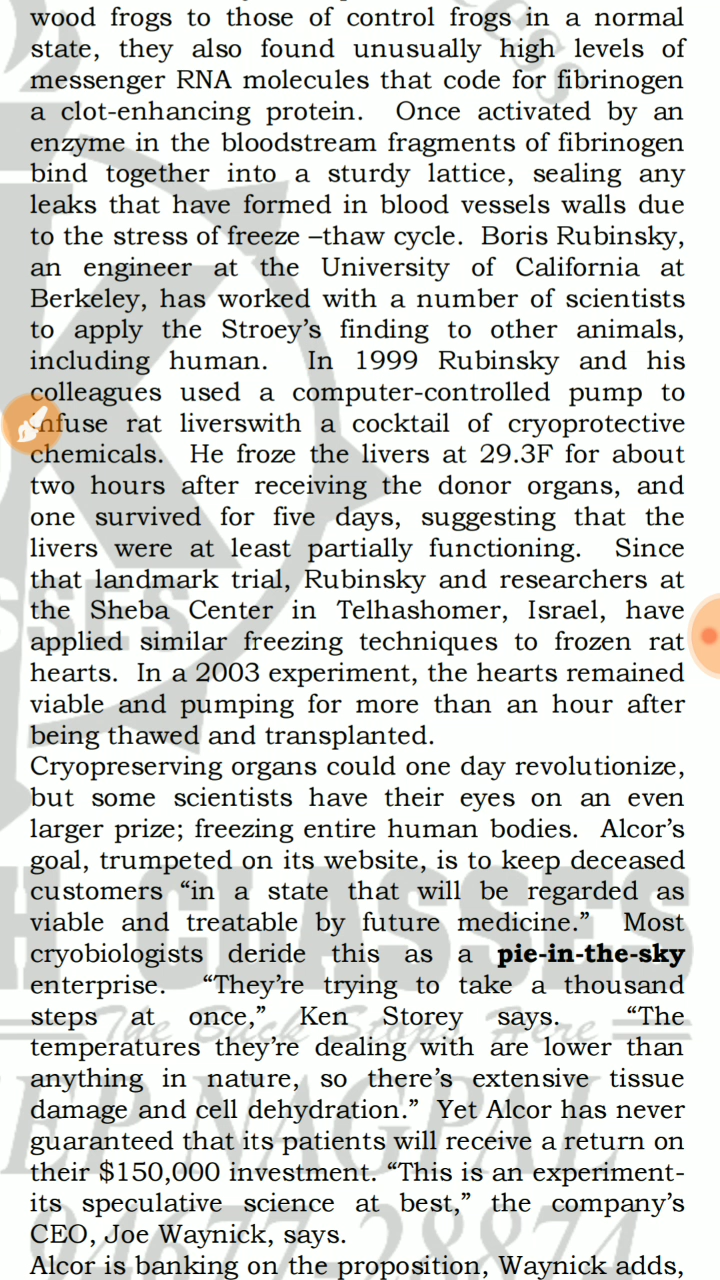 wood frogs to those of control frogs in a normal
state, they also found unusually high levels of
messenger RNA molecules that code for fibrinogen
a clot-enhancing protein. Once activated by an
enzyme in the bloodstream fragments of fibrinogen
bind together into a sturdy lattice, sealing any
leaks that have formed in blood vessels walls due
to the stress of freeze –thaw cycle. Boris Rubinsky,
an engineer at the University of California at
Berkeley, has worked with a number of scientists
to apply the Stroey's finding to other animals,
including human. In 1999 Rubinsky and his
colleagues used a computer-controlled pump to
infuse rat liverswith a cocktail of cryoprotective
chemicals. He froze the livers at 29.3F for about
two hours after receiving the donor organs, and
one survived for five days, suggesting that the
livers were at least partially functioning. Since
that landmark trial, Rubinsky and researchers at
the Sheba Center in Telhashomer, Israel, have
applied similar freezing techniques to frozen rat
hearts. In a 2003 experiment, the hearts remained
viable and pumping for more than an hour after
being thawed and transplanted.
Cryopreserving organs could one day revolutionize,
but some scientists have their eyes on an even
larger prize; freezing entire human bodies. Alcor's
goal, trumpeted on its website, is to keep deceased
customers "in a state that will be regarded as
viable and treatable by future medicine." Most
cryobiologists deride this as a pie-in-the-sky
enterprise. "They're trying to take a thousand
steps at once," Ken Storey says. "The
temperatures they're dealing with are lower than
anything in nature, so there's extensive tissue
damage and cell dehydration." Yet Alcor has never
guaranteed that its patients will receive a return on
their $150,000 investment. "This is an experiment-
its speculative science at best," the company's
CEO, Joe Waynick, says.
Alcor is banking on the proposition, Waynick adds,
CLASSES
The Buck Stops Here
EP NAGPAL
94677-28874